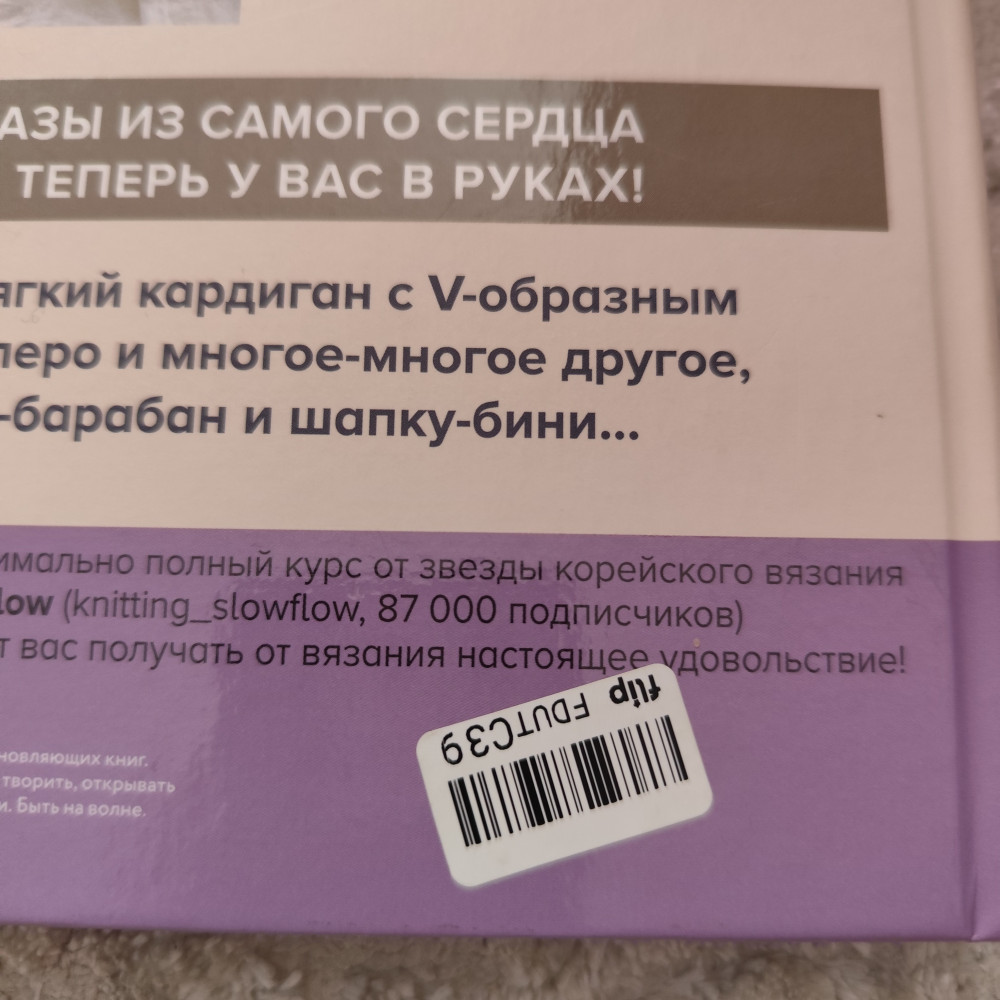 АЗЫ ИЗ САМОГО СЕРДЦА
ТЕПЕРЬ У ВАС В РУКАХ!
ягкий кардиган с V-образным
леро и многое-многое другое,
-барабан и шапку-бини...
имально полный курс от звезды корейского вязания
low (knitting_slowflow, 87 000 подписчиков)
т вас получать от вязания настоящее удовольствие!
flip FDUTC39
новляющих книг.
творить, открывать
и. Быть на волне.